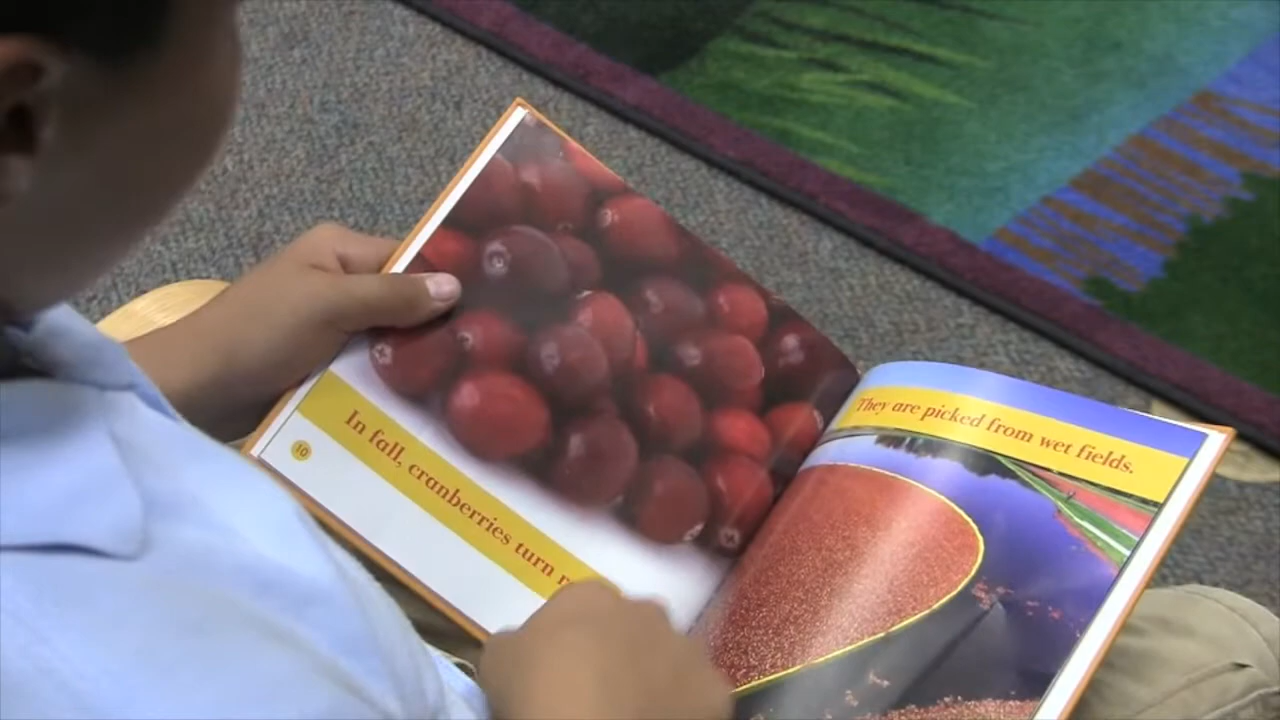 In fall, cranberries turn
10
They are picked from wet fields.